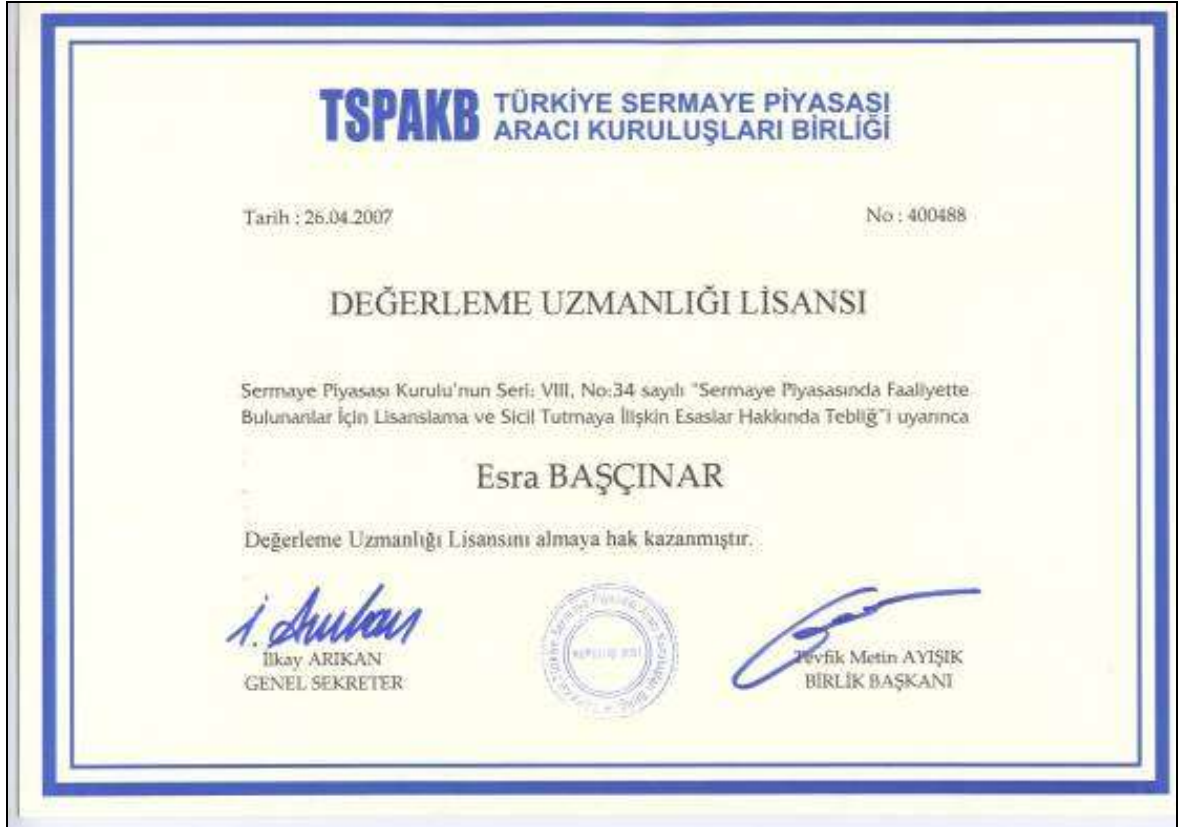 TSPAKB TÜRKİYE SERMAYE PİYASASI
ARACI KURULUŞLARI BİRLİĞİ
Tarih : 26.04.2007 No : 400488
DEĞERLEME UZMANLIĞI LİSANSI
Sermaye Piyasası Kurulu'nun Seri: VIII, No:34 sayılı "Sermaye Piyasasında Faaliyette
Bulunanlar İçin Lisanslama ve Sicil Tutmaya İlişkin Esaslar Hakkında Tebliğ"i uyarınca
Esra BAŞÇINAR
Değerleme Uzmanlığı Lisansını almaya hak kazanmıştır.
İlkay ARIKAN
GENEL SEKRETER
Tevfik Metin AYIŞIK
BİRLİK BAŞKANI